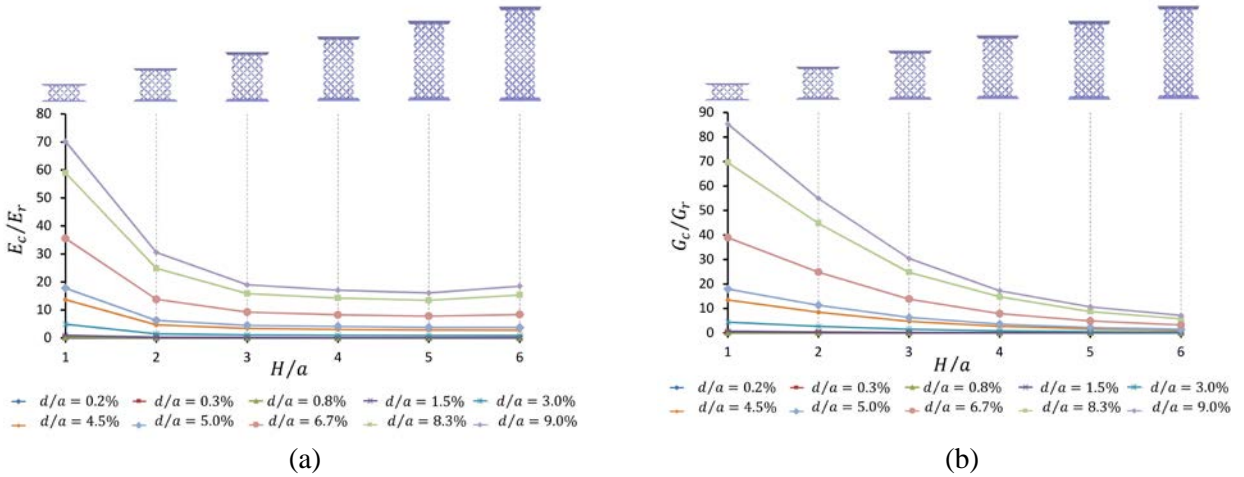 80
70
60
50
40
30
20
10
0
E_c/E_r
1 2 3 4 5 6
H/a
d/a = 0.2% d/a = 0.3% d/a = 0.8% d/a = 1.5% d/a = 3.0%
d/a = 4.5% d/a = 5.0% d/a = 6.7% d/a = 8.3% d/a = 9.0%
(a)
90
80
70
60
50
40
30
20
10
0
G_c/G_r
1 2 3 4 5 6
H/a
d/a = 0.2% d/a = 0.3% d/a = 0.8% d/a = 1.5% d/a = 3.0%
d/a = 4.5% d/a = 5.0% d/a = 6.7% d/a = 8.3% d/a = 9.0%
(b)